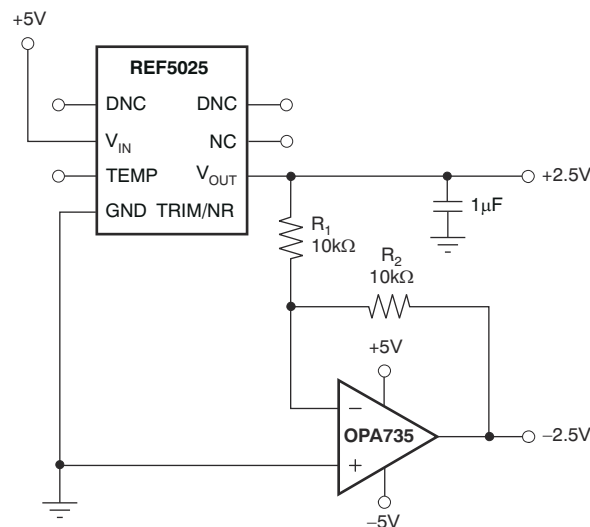 +5V
REF5025
DNC DNC
V_IN NC
TEMP V_OUT
GND TRIM/NR
+2.5V
1μF
R_1
10kΩ
R_2
10kΩ
+5V
−
OPA735
+
−2.5V
−5V